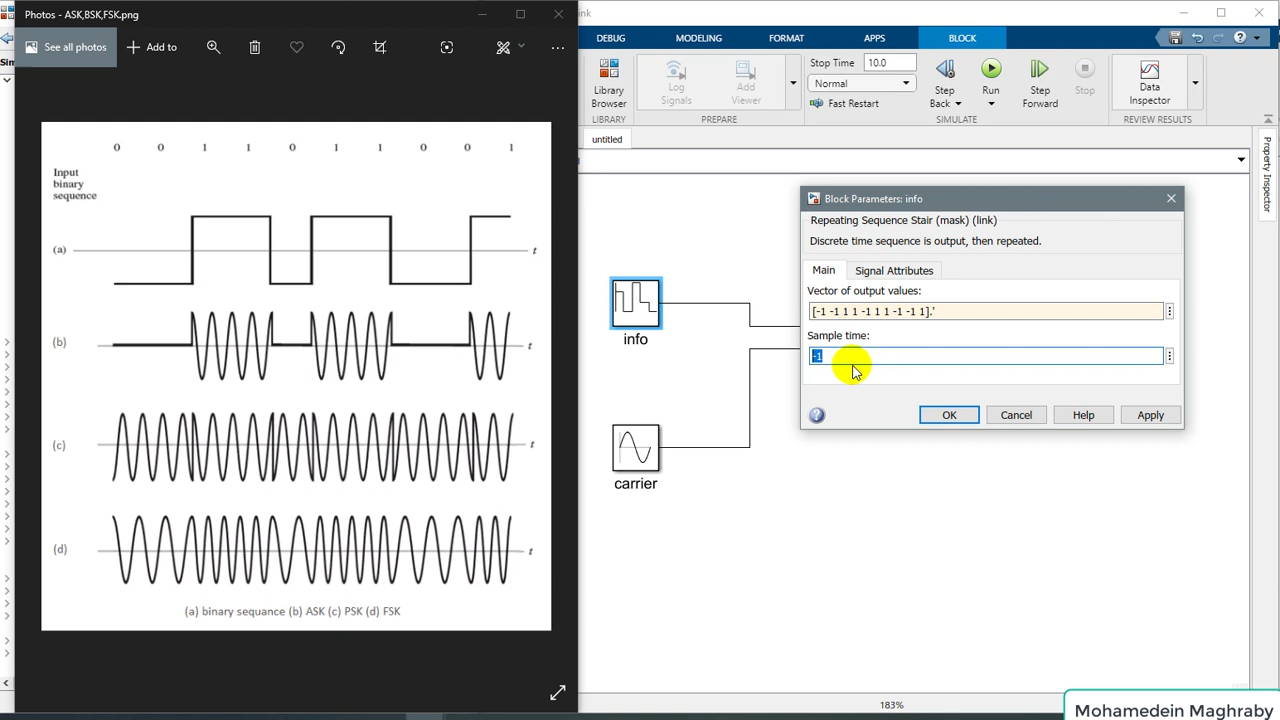 Photos - ASK,BSK,FSK.png
See all photos
Add to
0 0 1 1 0 1 1 0 0 1
Input
binary
sequence
(a)
t
(b)
t
(c)
t
(d)
t
(a) binary sequance (b) ASK (c) PSK (d) FSK
ink
DEBUG
MODELING
FORMAT
APPS
BLOCK
Library
Browser
LIBRARY
Log
Signals
Add
Viewer
PREPARE
Stop Time 10.0
Normal
Fast Restart
Step
Back
Run
Step
Forward
Stop
SIMULATE
Data
Inspector
REVIEW RESULTS
Sim
untitled
Property Inspector
info
carrier
Block Parameters: info
Repeating Sequence Stair (mask) (link)
Discrete time sequence is output, then repeated.
Main
Signal Attributes
Vector of output values:
[-1 -1 1 1 -1 1 1 -1 -1 1].'
Sample time:
-1
OK
Cancel
Help
Apply
183%
Mohamedein Maghraby